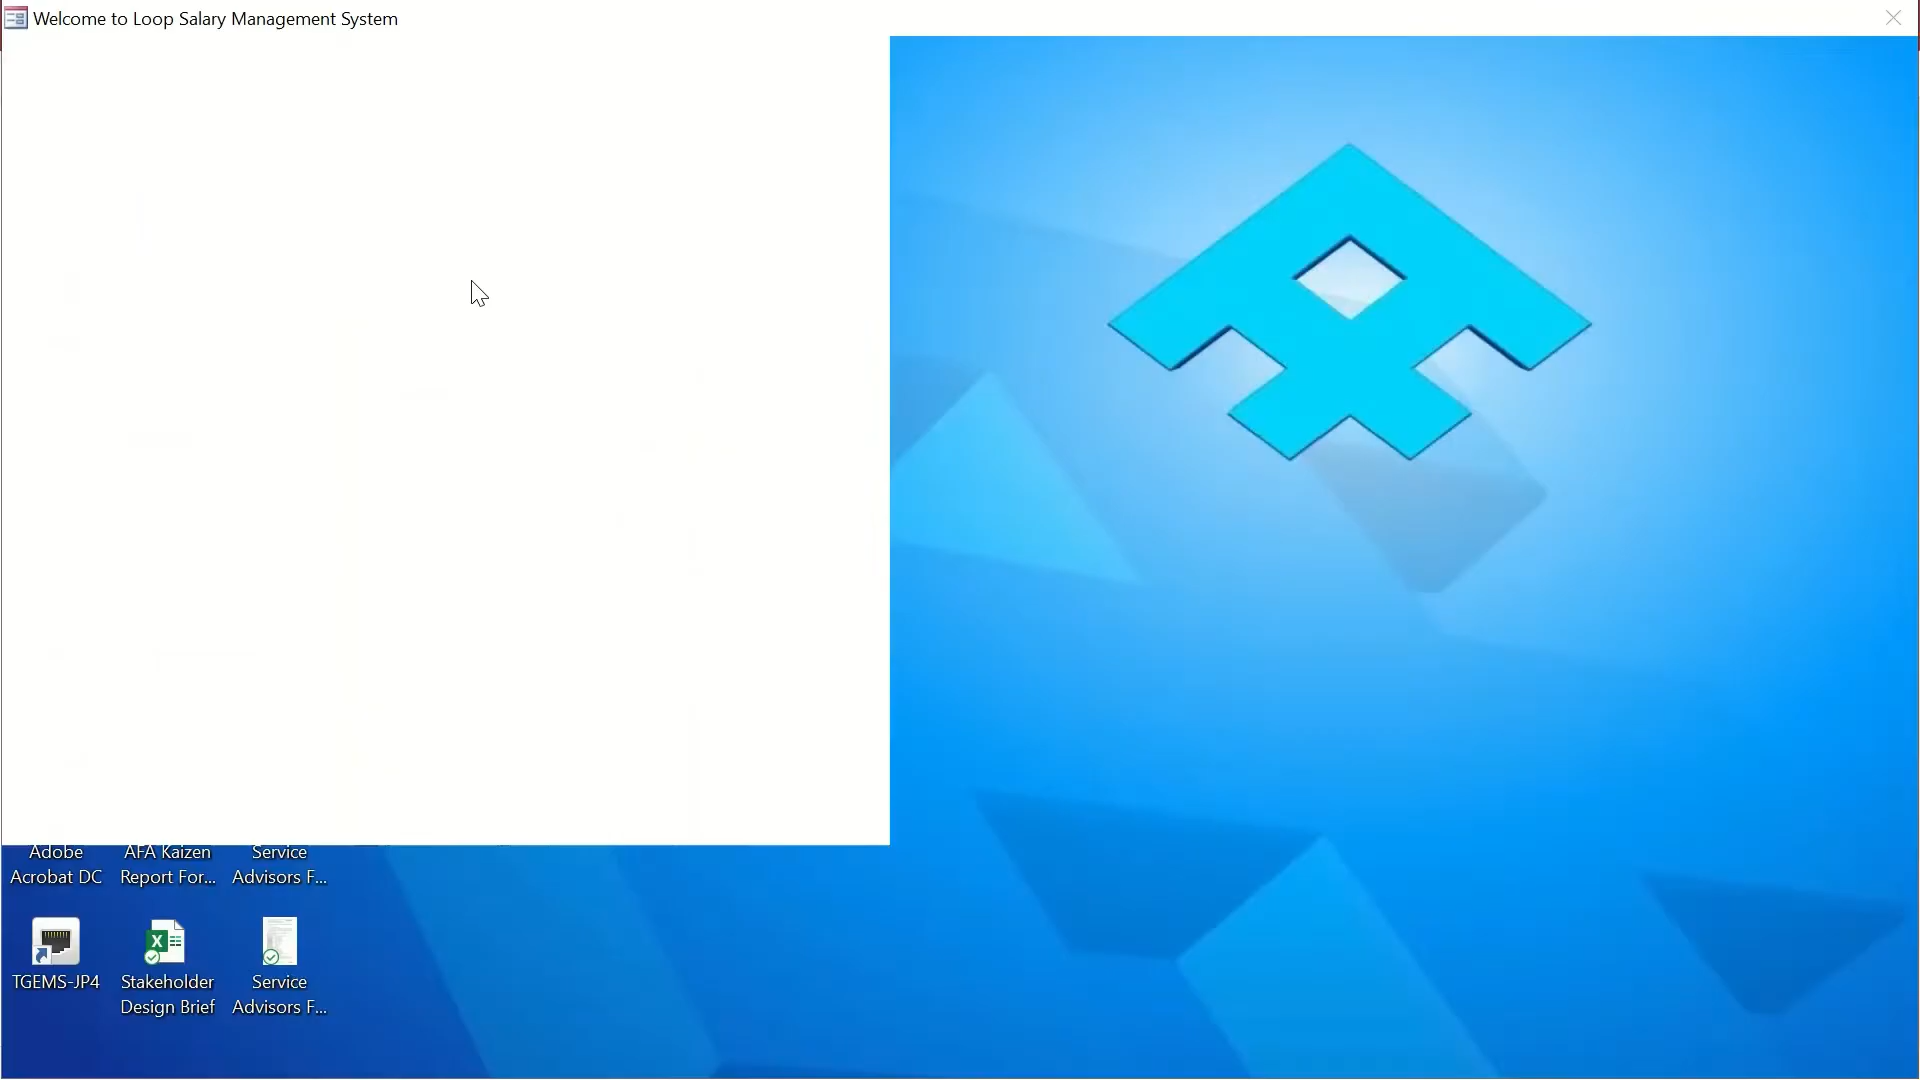 Welcome to Loop Salary Management System
Adobe
Acrobat DC
AFA Kaizen
Report For...
Service
Advisors F...
TGEMS-JP4
Stakeholder
Design Brief
Service
Advisors F...